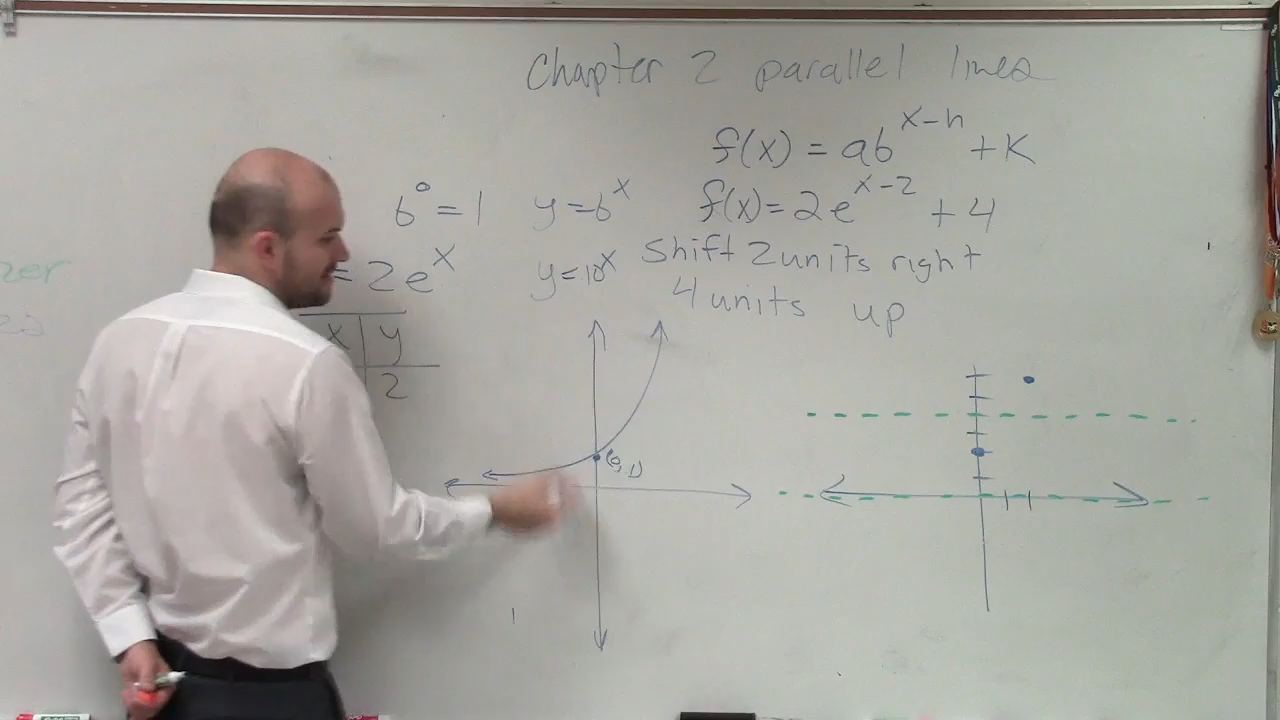 Chapter 2 parallel lines
f(x) = ab^{x-h} + K
b^0 = 1
y = b^x
f(x) = 2e^{x-2} + 4
= 2e^x
y = 10^x
Shift 2 units right
4 units up
x | y
2
(0, 1)